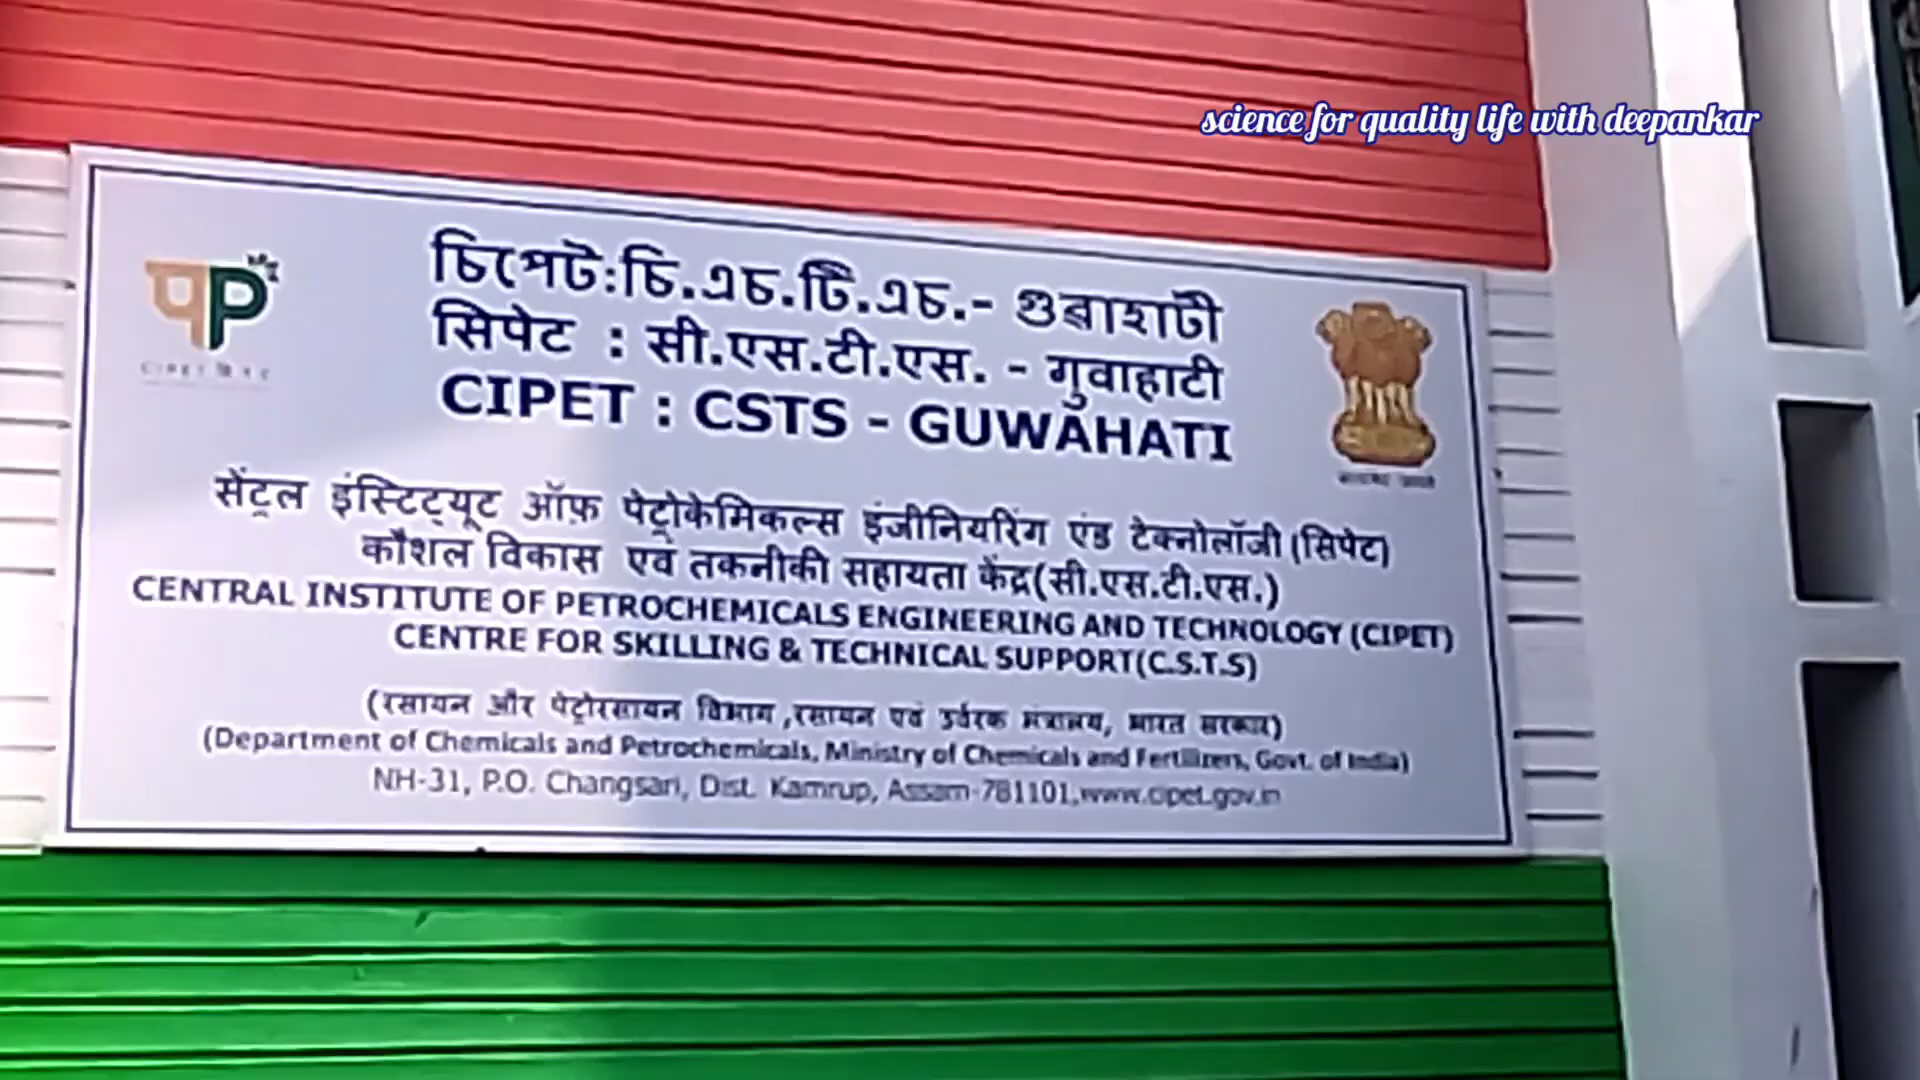 science for quality life with deepankar
চিপেট:চি.এচ.টি.এচ.- গুৱাহাটী
सिपेट : सी.एस.टी.एस. - गुवाहाटी
CIPET : CSTS - GUWAHATI
CIPET
सेंट्रल इंस्टिट्यूट ऑफ़ पेट्रोकेमिकल्स इंजीनियरिंग एंड टेक्नोलॉजी (सिपेट)
कौशल विकास एवं तकनीकी सहायता केंद्र(सी.एस.टी.एस.)
CENTRAL INSTITUTE OF PETROCHEMICALS ENGINEERING AND TECHNOLOGY (CIPET)
CENTRE FOR SKILLING & TECHNICAL SUPPORT(C.S.T.S)
(रसायन और पेट्रोरसायन विभाग ,रसायन एवं उर्वरक मंत्रालय, भारत सरकार)
(Department of Chemicals and Petrochemicals, Ministry of Chemicals and Fertilizers, Govt. of India)
NH-31, P.O. Changsari, Dist. Kamrup, Assam-781101,www.cipet.gov.in